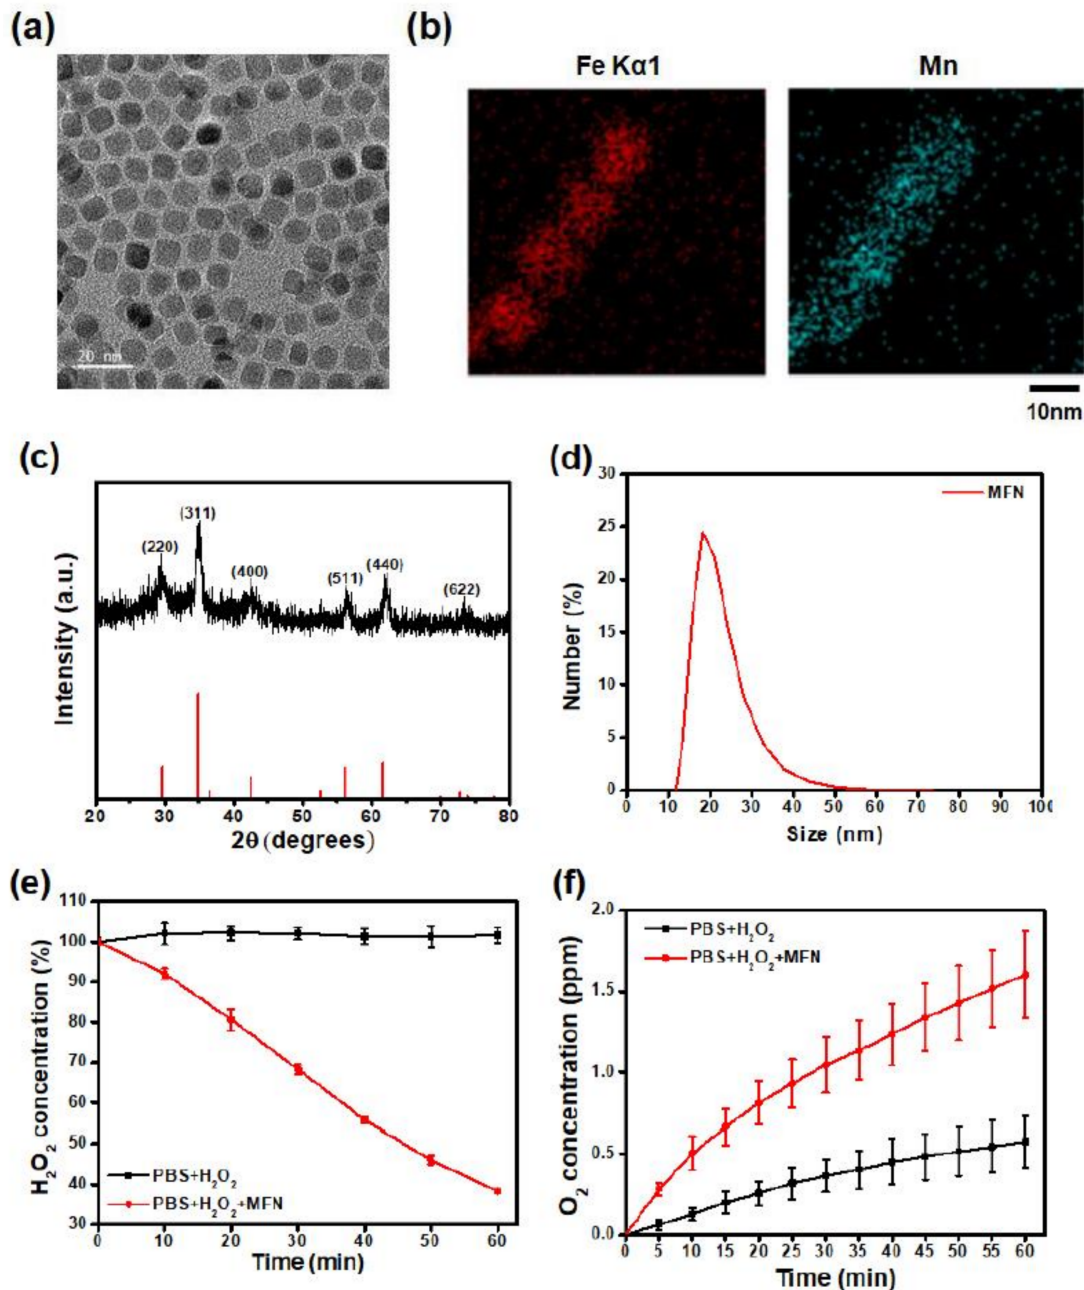 (a)
20 nm
(b)
Fe Kα1
Mn
10nm
(c)
Intensity (a.u.)
(220)
(311)
(400)
(511)
(440)
(622)
20 30 40 50 60 70 80
2θ (degrees)
(d)
Number (%)
30
25
20
15
10
5
0
MFN
0 10 20 30 40 50 60 70 80 90 100
Size (nm)
(e)
H₂O₂ concentration (%)
110
100
90
80
70
60
50
40
30
PBS+H₂O₂
PBS+H₂O₂+MFN
0 10 20 30 40 50 60
Time (min)
(f)
O₂ concentration (ppm)
2.0
1.5
1.0
0.5
0.0
PBS+H₂O₂
PBS+H₂O₂+MFN
0 5 10 15 20 25 30 35 40 45 50 55 60
Time (min)